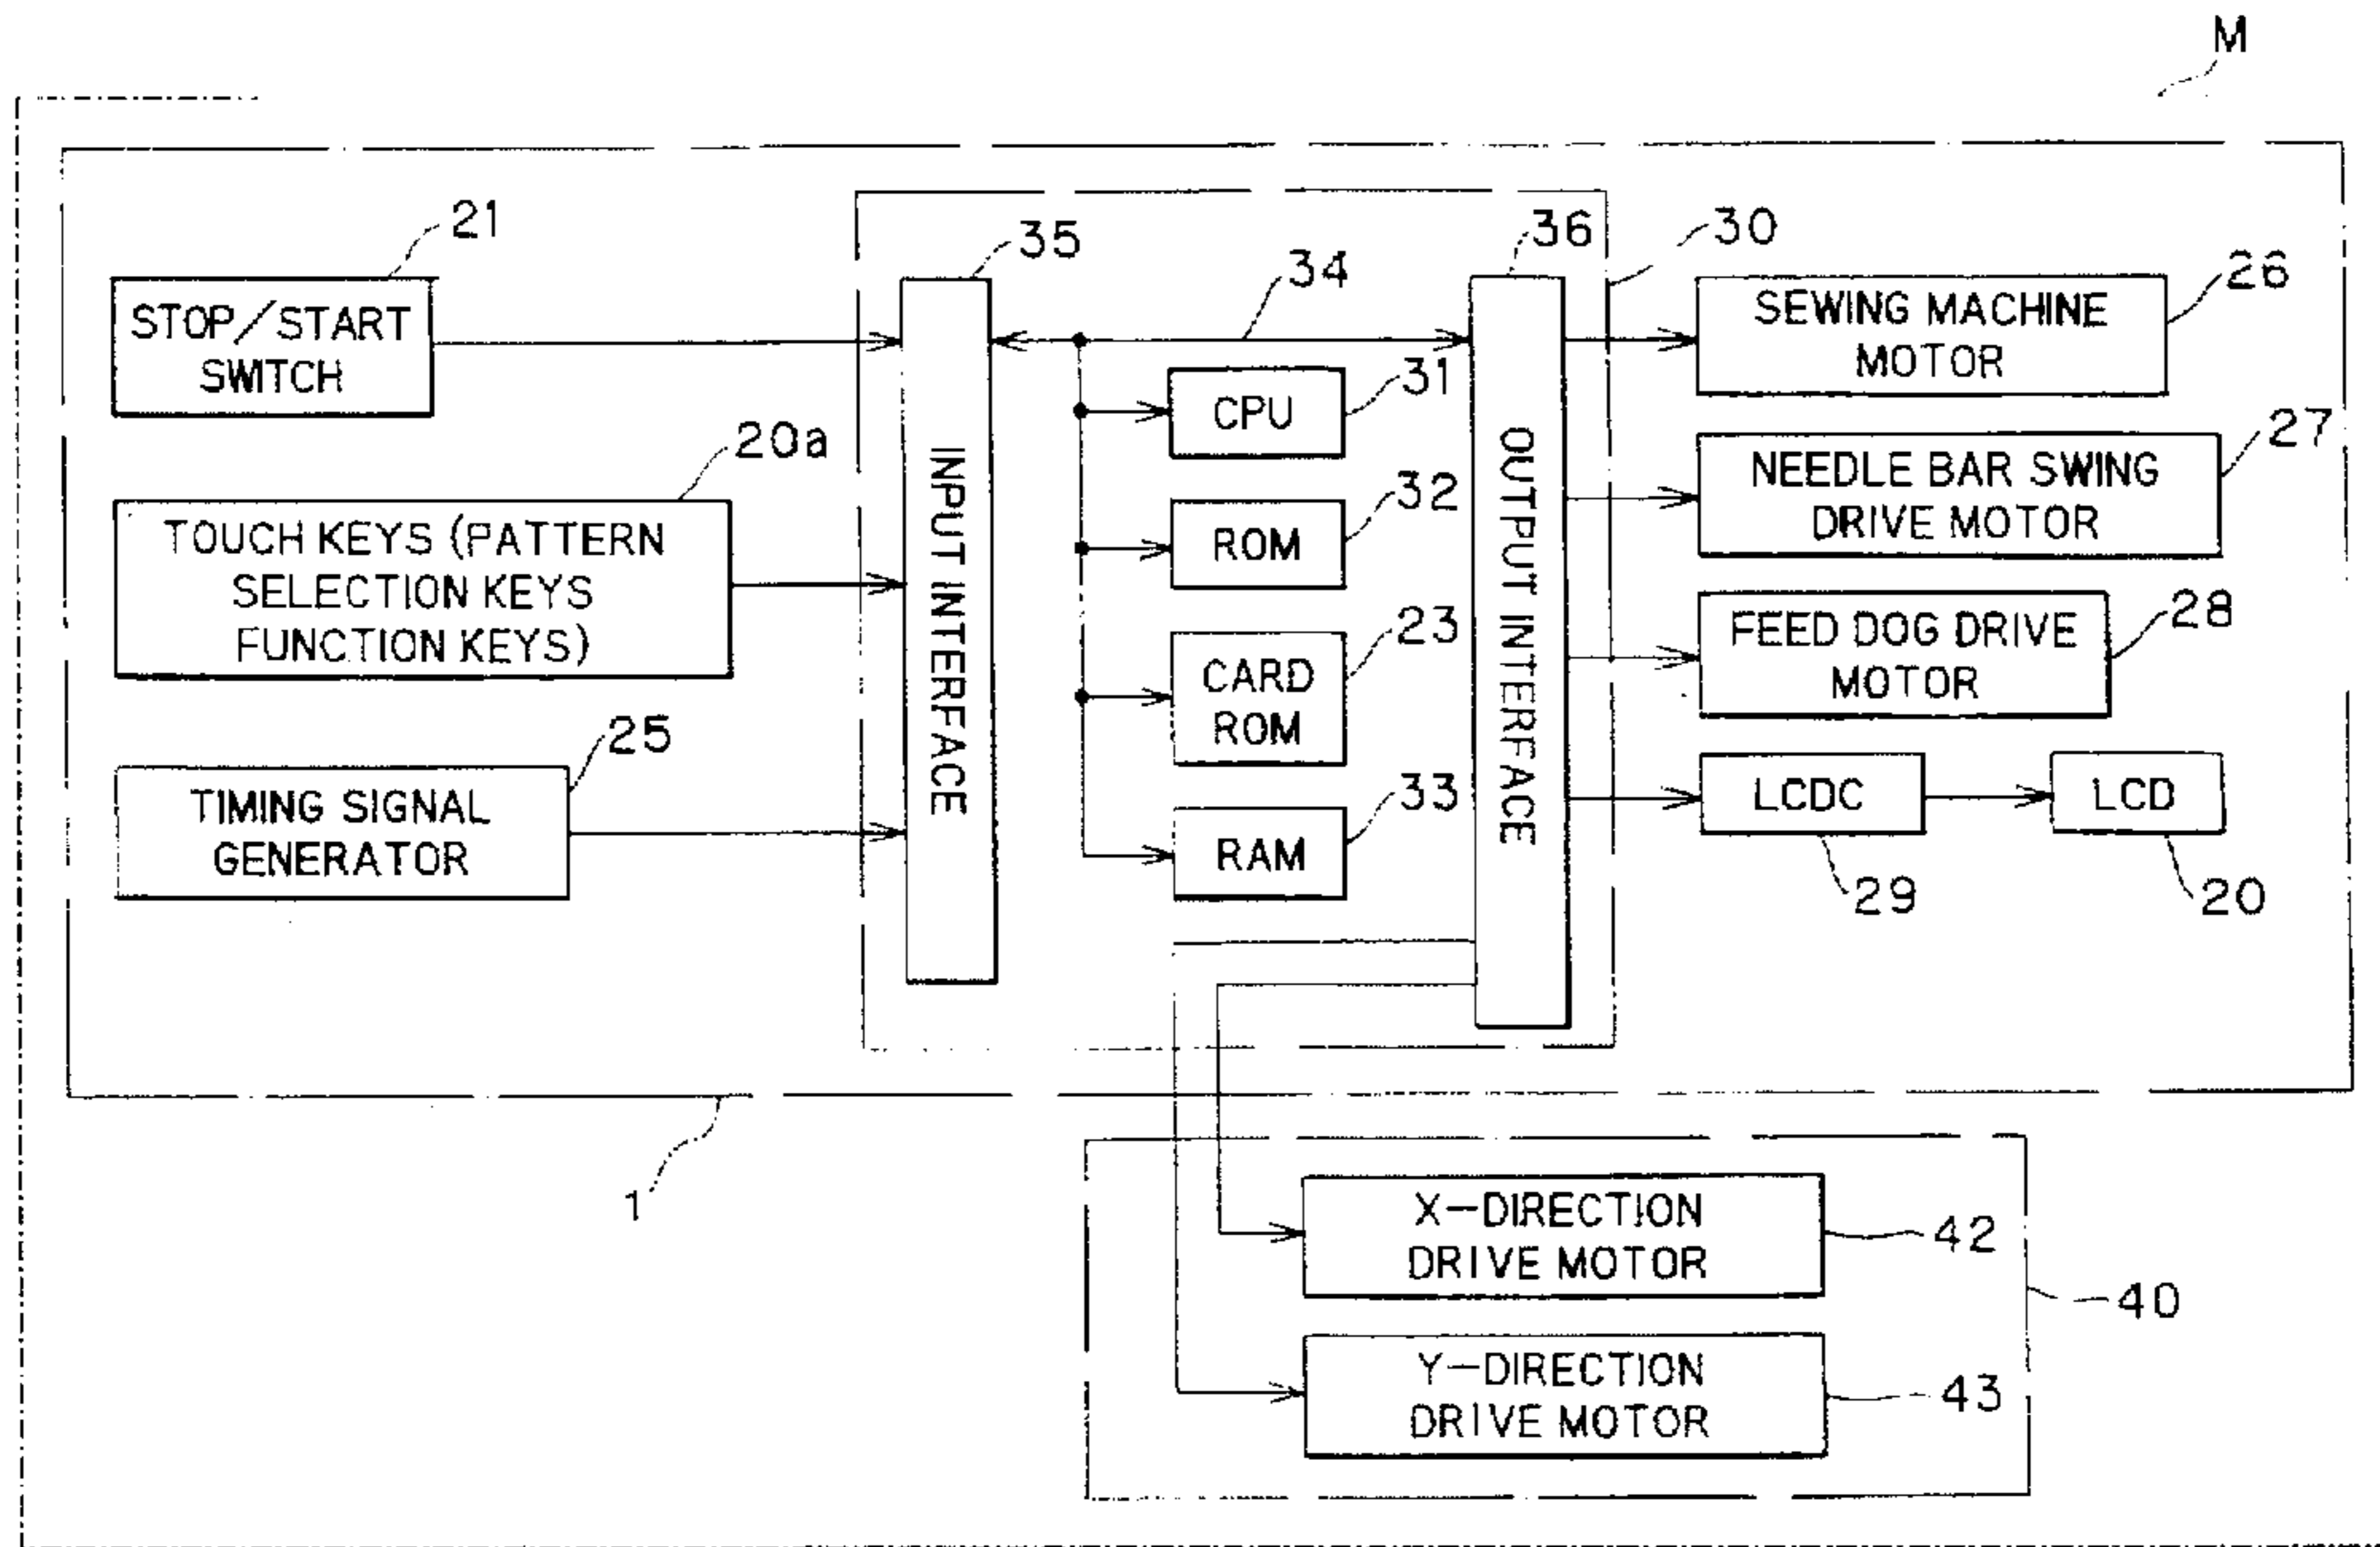 M
21
STOP/START
SWITCH
20a
TOUCH KEYS (PATTERN
SELECTION KEYS
FUNCTION KEYS)
25
TIMING SIGNAL
GENERATOR
35
INPUT INTERFACE
34
31
CPU
32
ROM
23
CARD
ROM
33
RAM
36
OUTPUT INTERFACE
30
26
SEWING MACHINE
MOTOR
27
NEEDLE BAR SWING
DRIVE MOTOR
28
FEED DOG DRIVE
MOTOR
LCDC
29
LCD
20
1
X-DIRECTION
DRIVE MOTOR
42
40
Y-DIRECTION
DRIVE MOTOR
43